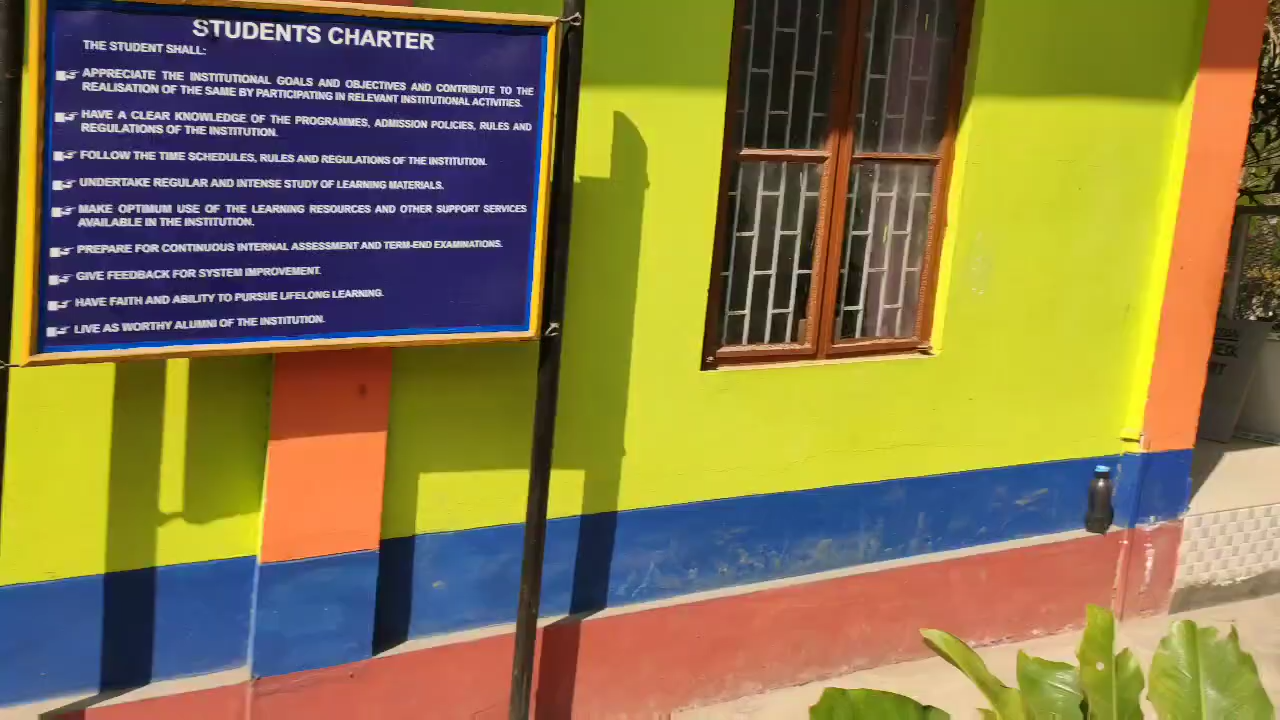 STUDENTS CHARTER
THE STUDENT SHALL:
APPRECIATE THE INSTITUTIONAL GOALS AND OBJECTIVES AND CONTRIBUTE TO THE
REALISATION OF THE SAME BY PARTICIPATING IN RELEVANT INSTITUTIONAL ACTIVITIES.
HAVE A CLEAR KNOWLEDGE OF THE PROGRAMMES, ADMISSION POLICIES, RULES AND
REGULATIONS OF THE INSTITUTION.
FOLLOW THE TIME SCHEDULES, RULES AND REGULATIONS OF THE INSTITUTION.
UNDERTAKE REGULAR AND INTENSE STUDY OF LEARNING MATERIALS.
MAKE OPTIMUM USE OF THE LEARNING RESOURCES AND OTHER SUPPORT SERVICES
AVAILABLE IN THE INSTITUTION.
PREPARE FOR CONTINUOUS INTERNAL ASSESSMENT AND TERM-END EXAMINATIONS.
GIVE FEEDBACK FOR SYSTEM IMPROVEMENT.
HAVE FAITH AND ABILITY TO PURSUE LIFELONG LEARNING.
LIVE AS WORTHY ALUMNI OF THE INSTITUTION.